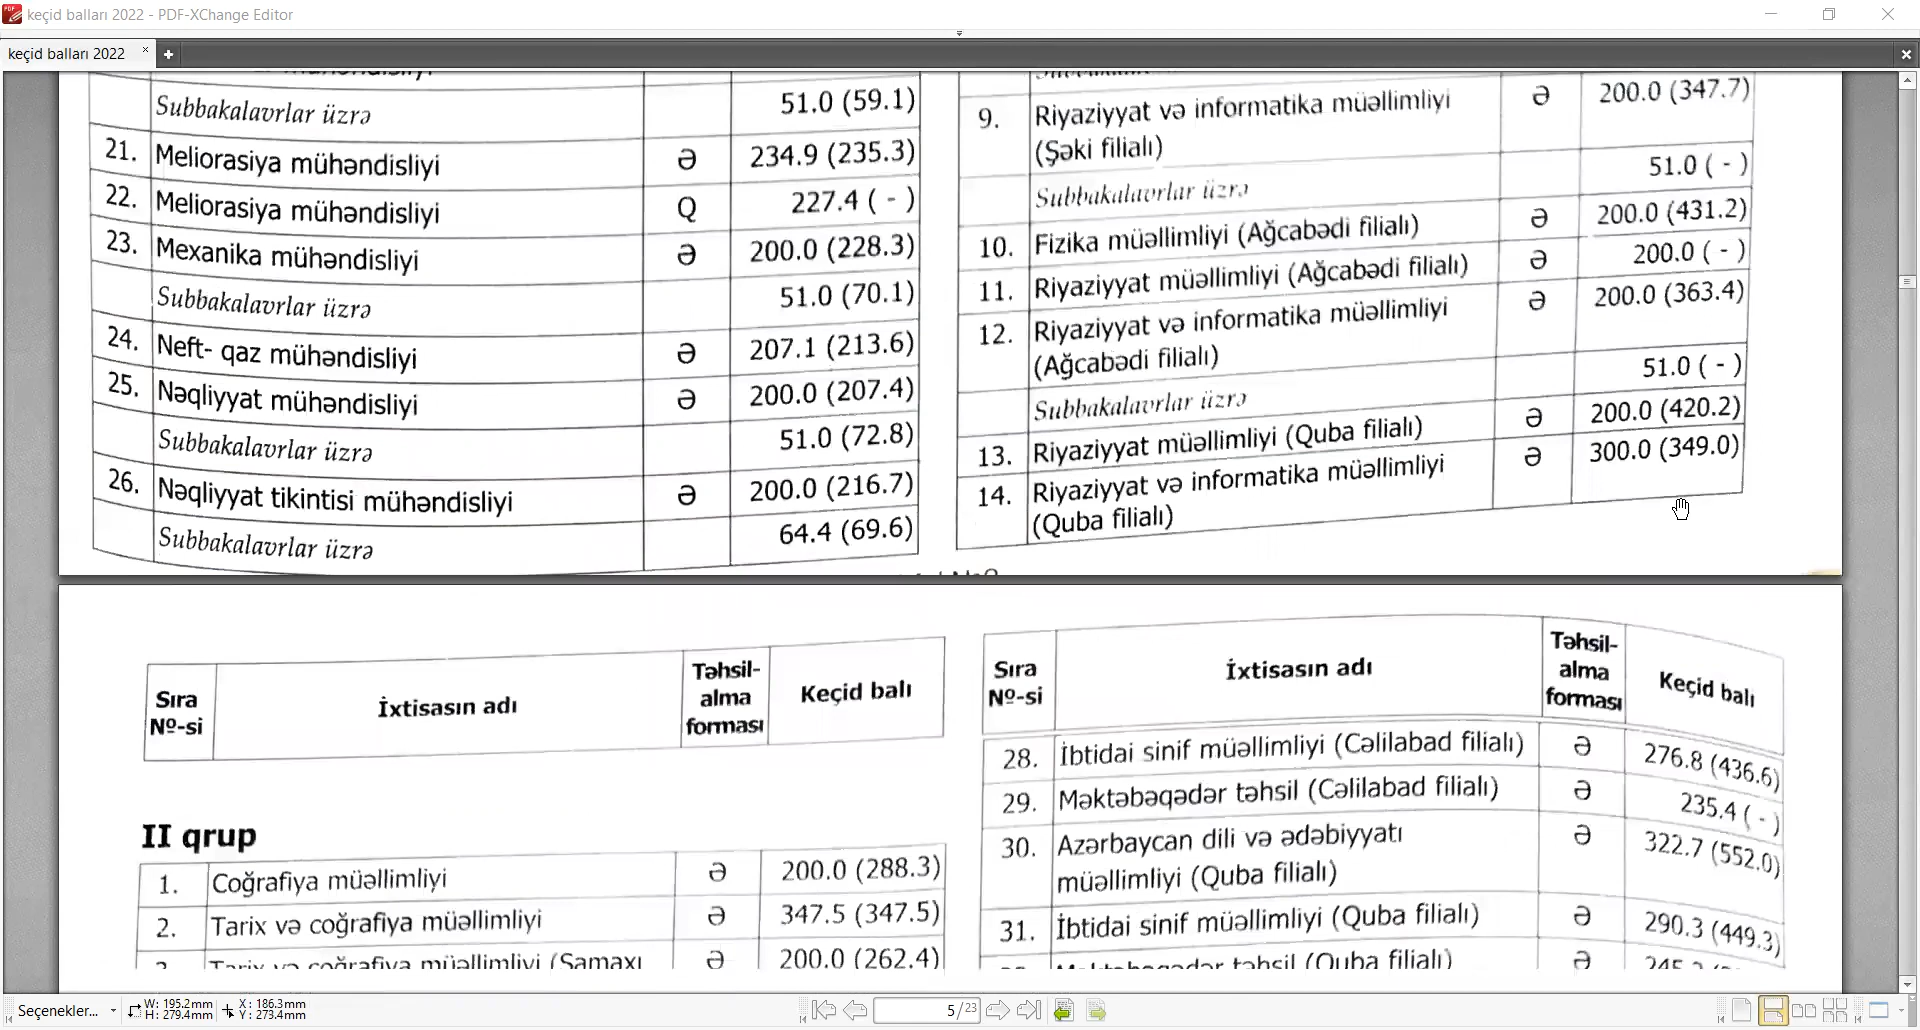 keçid balları 2022 - PDF-XChange Editor
keçid balları 2022
Subbakalavrlar üzrə 51.0 (59.1)
21. Meliorasiya mühəndisliyi Ə 234.9 (235.3)
22. Meliorasiya mühəndisliyi Q 227.4 ( - )
23. Mexanika mühəndisliyi Ə 200.0 (228.3)
Subbakalavrlar üzrə 51.0 (70.1)
24. Neft- qaz mühəndisliyi Ə 207.1 (213.6)
25. Nəqliyyat mühəndisliyi Ə 200.0 (207.4)
Subbakalavrlar üzrə 51.0 (72.8)
26. Nəqliyyat tikintisi mühəndisliyi Ə 200.0 (216.7)
Subbakalavrlar üzrə 64.4 (69.6)
9. Riyaziyyat və informatika müəllimliyi Ə 200.0 (347.7)
(Şəki filialı)
Subbakalavrlar üzrə 51.0 ( - )
10. Fizika müəllimliyi (Ağcabədi filialı) Ə 200.0 (431.2)
11. Riyaziyyat müəllimliyi (Ağcabədi filialı) Ə 200.0 ( - )
12. Riyaziyyat və informatika müəllimliyi Ə 200.0 (363.4)
(Ağcabədi filialı)
Subbakalavrlar üzrə 51.0 ( - )
13. Riyaziyyat müəllimliyi (Quba filialı) Ə 200.0 (420.2)
14. Riyaziyyat və informatika müəllimliyi Ə 300.0 (349.0)
(Quba filialı)
Sıra
№-si
İxtisasın adı
Təhsil-
alma
forması
Keçid balı
II qrup
1. Coğrafiya müəllimliyi Ə 200.0 (288.3)
2. Tarix və coğrafiya müəllimliyi Ə 347.5 (347.5)
3. Tarix və coğrafiya müəllimliyi (Şamaxı Ə 200.0 (262.4)
Sıra
№-si
İxtisasın adı
Təhsil-
alma
forması
Keçid balı
28. İbtidai sinif müəllimliyi (Cəlilabad filialı) Ə 276.8 (436.6)
29. Məktəbəqədər təhsil (Cəlilabad filialı) Ə 235.4 ( - )
30. Azərbaycan dili və ədəbiyyatı Ə 322.7 (552.0)
müəllimliyi (Quba filialı)
31. İbtidai sinif müəllimliyi (Quba filialı) Ə 290.3 (449.3)
Məktəbəqədər təhsil (Quba filialı) Ə
Seçenekler...
W: 195.2mm
H: 279.4mm
X: 186.3mm
Y: 273.4mm
5 /23